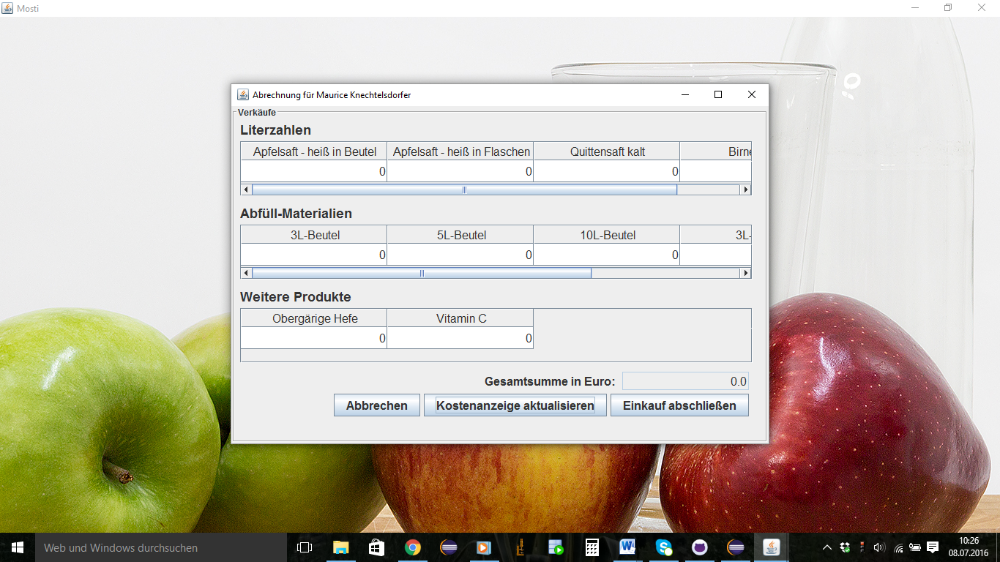 Mosti
Abrechnung für Maurice Knechtelsdorfer
Verkäufe
Literzahlen
Apfelsaft - heiß in Beutel Apfelsaft - heiß in Flaschen Quittensaft kalt Birne
0 0 0
Abfüll-Materialien
3L-Beutel 5L-Beutel 10L-Beutel 3L-
0 0 0
Weitere Produkte
Obergärige Hefe Vitamin C
0 0
Gesamtsumme in Euro: 0.0
Abbrechen Kostenanzeige aktualisieren Einkauf abschließen
Web und Windows durchsuchen
10:26
08.07.2016